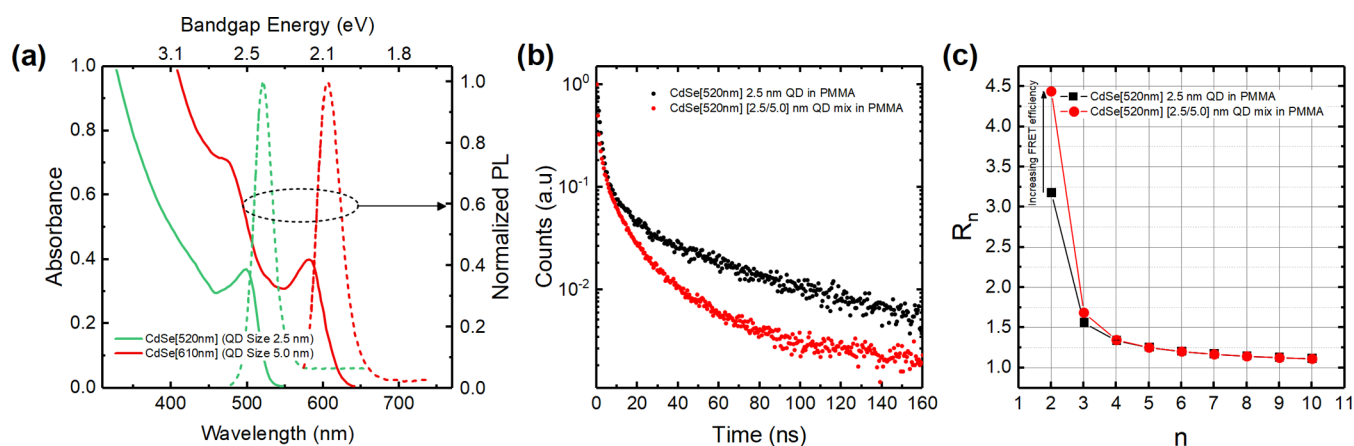 (a)
Bandgap Energy (eV)
3.1 2.5 2.1 1.8
1.0
0.8
0.6
0.4
0.2
0.0
Absorbance
1.0
0.8
0.6
0.4
0.2
0.0
Normalized PL
CdSe[520nm] (QD Size 2.5 nm)
CdSe[610nm] (QD Size 5.0 nm)
400 500 600 700
Wavelength (nm)
(b)
10⁰
10⁻¹
10⁻²
Counts (a.u)
CdSe[520nm] 2.5 nm QD in PMMA
CdSe[520nm] [2.5/5.0] nm QD mix in PMMA
0 20 40 60 80 100 120 140 160
Time (ns)
(c)
4.5
4.0
3.5
3.0
2.5
2.0
1.5
1.0
Rn
Increasing FRET efficiency
CdSe[520nm] 2.5 nm QD in PMMA
CdSe[520nm] [2.5/5.0] nm QD mix in PMMA
1 2 3 4 5 6 7 8 9 10 11
n